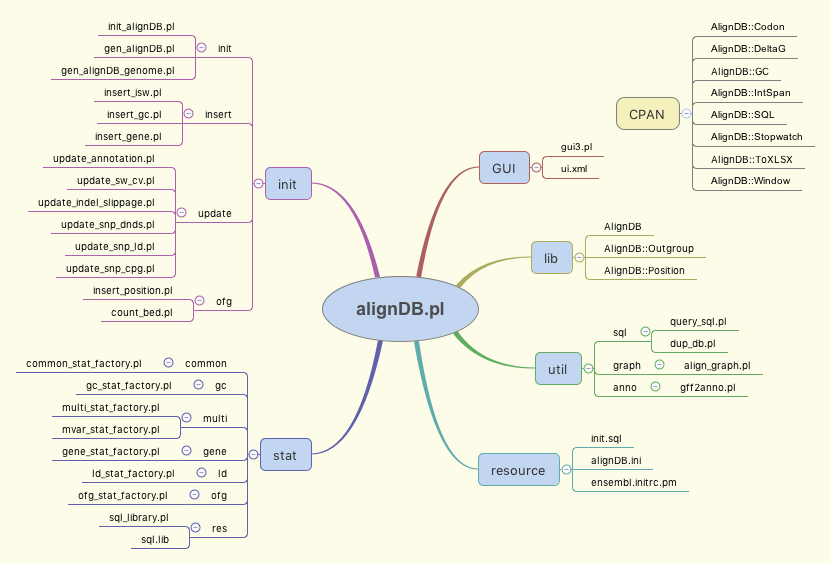 alignDB.pl
init
init
init_alignDB.pl
gen_alignDB.pl
gen_alignDB_genome.pl
insert
insert_isw.pl
insert_gc.pl
insert_gene.pl
update
update_annotation.pl
update_sw_cv.pl
update_indel_slippage.pl
update_snp_dnds.pl
update_snp_ld.pl
update_snp_cpg.pl
ofg
insert_position.pl
count_bed.pl
stat
common
common_stat_factory.pl
gc
gc_stat_factory.pl
multi
multi_stat_factory.pl
mvar_stat_factory.pl
gene
gene_stat_factory.pl
ld
ld_stat_factory.pl
ofg
ofg_stat_factory.pl
res
sql_library.pl
sql.lib
GUI
gui3.pl
ui.xml
lib
AlignDB
AlignDB::Outgroup
AlignDB::Position
util
sql
query_sql.pl
dup_db.pl
graph
align_graph.pl
anno
gff2anno.pl
resource
init.sql
alignDB.ini
ensembl.initrc.pm
CPAN
AlignDB::Codon
AlignDB::DeltaG
AlignDB::GC
AlignDB::IntSpan
AlignDB::SQL
AlignDB::Stopwatch
AlignDB::ToXLSX
AlignDB::Window